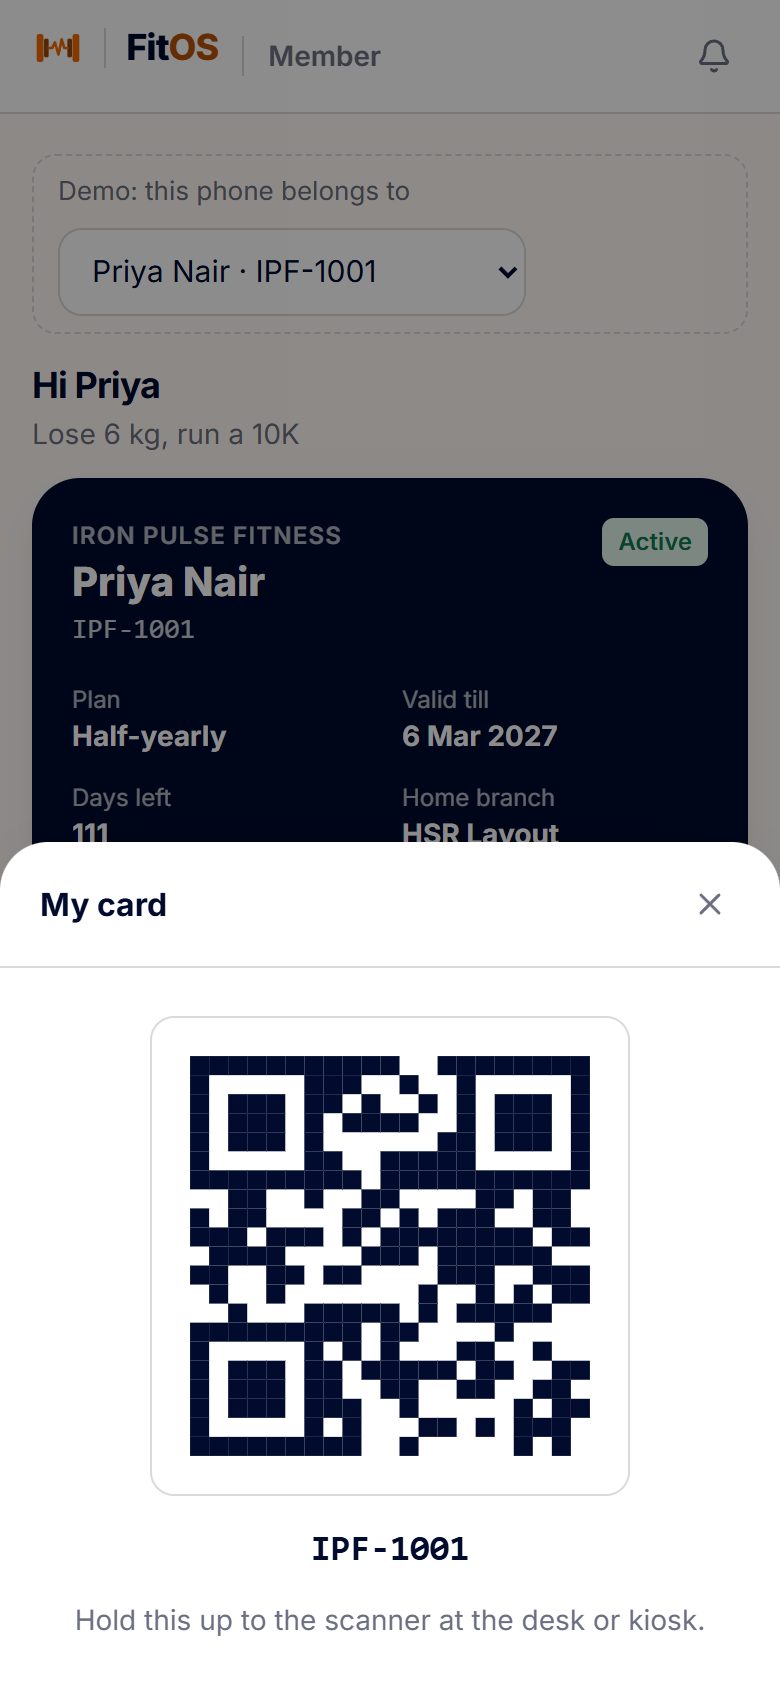 FitOS
Member
Demo: this phone belongs to
Priya Nair · IPF-1001
Hi Priya
Lose 6 kg, run a 10K
IRON PULSE FITNESS
Active
Priya Nair
IPF-1001
Plan
Valid till
Half-yearly
6 Mar 2027
Days left
Home branch
111
HSR Layout
My card
IPF-1001
Hold this up to the scanner at the desk or kiosk.